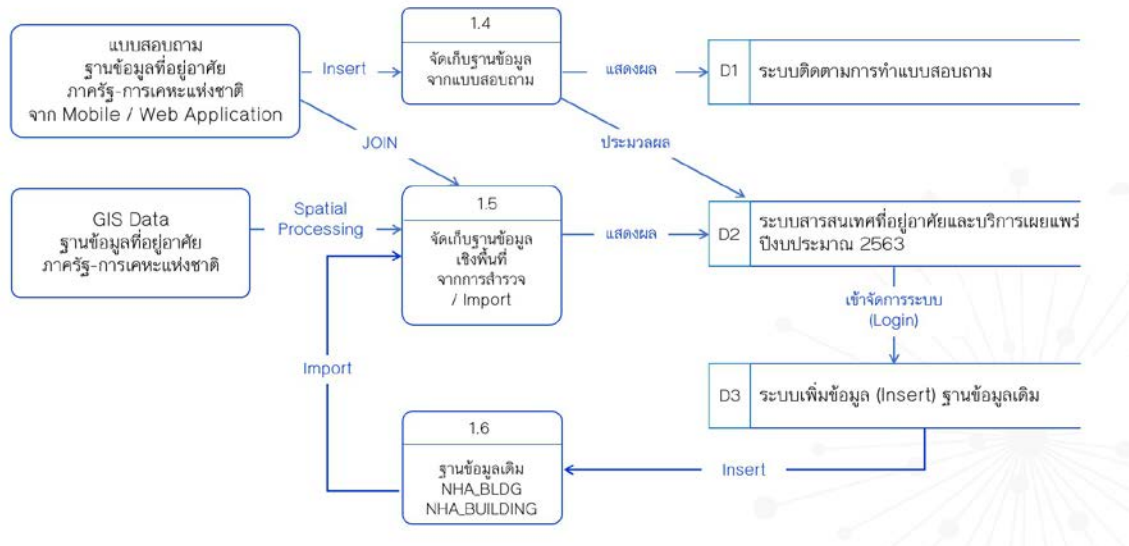 แบบสอบถาม
ฐานข้อมูลที่อยู่อาศัย
ภาครัฐ-การเคหะแห่งชาติ
จาก Mobile / Web Application
Insert
1.4
จัดเก็บฐานข้อมูล
จากแบบสอบถาม
แสดงผล
D1
ระบบติดตามการทำแบบสอบถาม
JOIN
ประมวลผล
GIS Data
ฐานข้อมูลที่อยู่อาศัย
ภาครัฐ-การเคหะแห่งชาติ
Spatial
Processing
1.5
จัดเก็บฐานข้อมูล
เชิงพื้นที่
จากการสำรวจ
/ Import
แสดงผล
D2
ระบบสารสนเทศที่อยู่อาศัยและบริการเผยแพร่
ปีงบประมาณ 2563
เข้าจัดการระบบ
(Login)
Import
D3
ระบบเพิ่มข้อมูล (Insert) ฐานข้อมูลเดิม
1.6
ฐานข้อมูลเดิม
NHA_BLDG
NHA_BUILDING
Insert